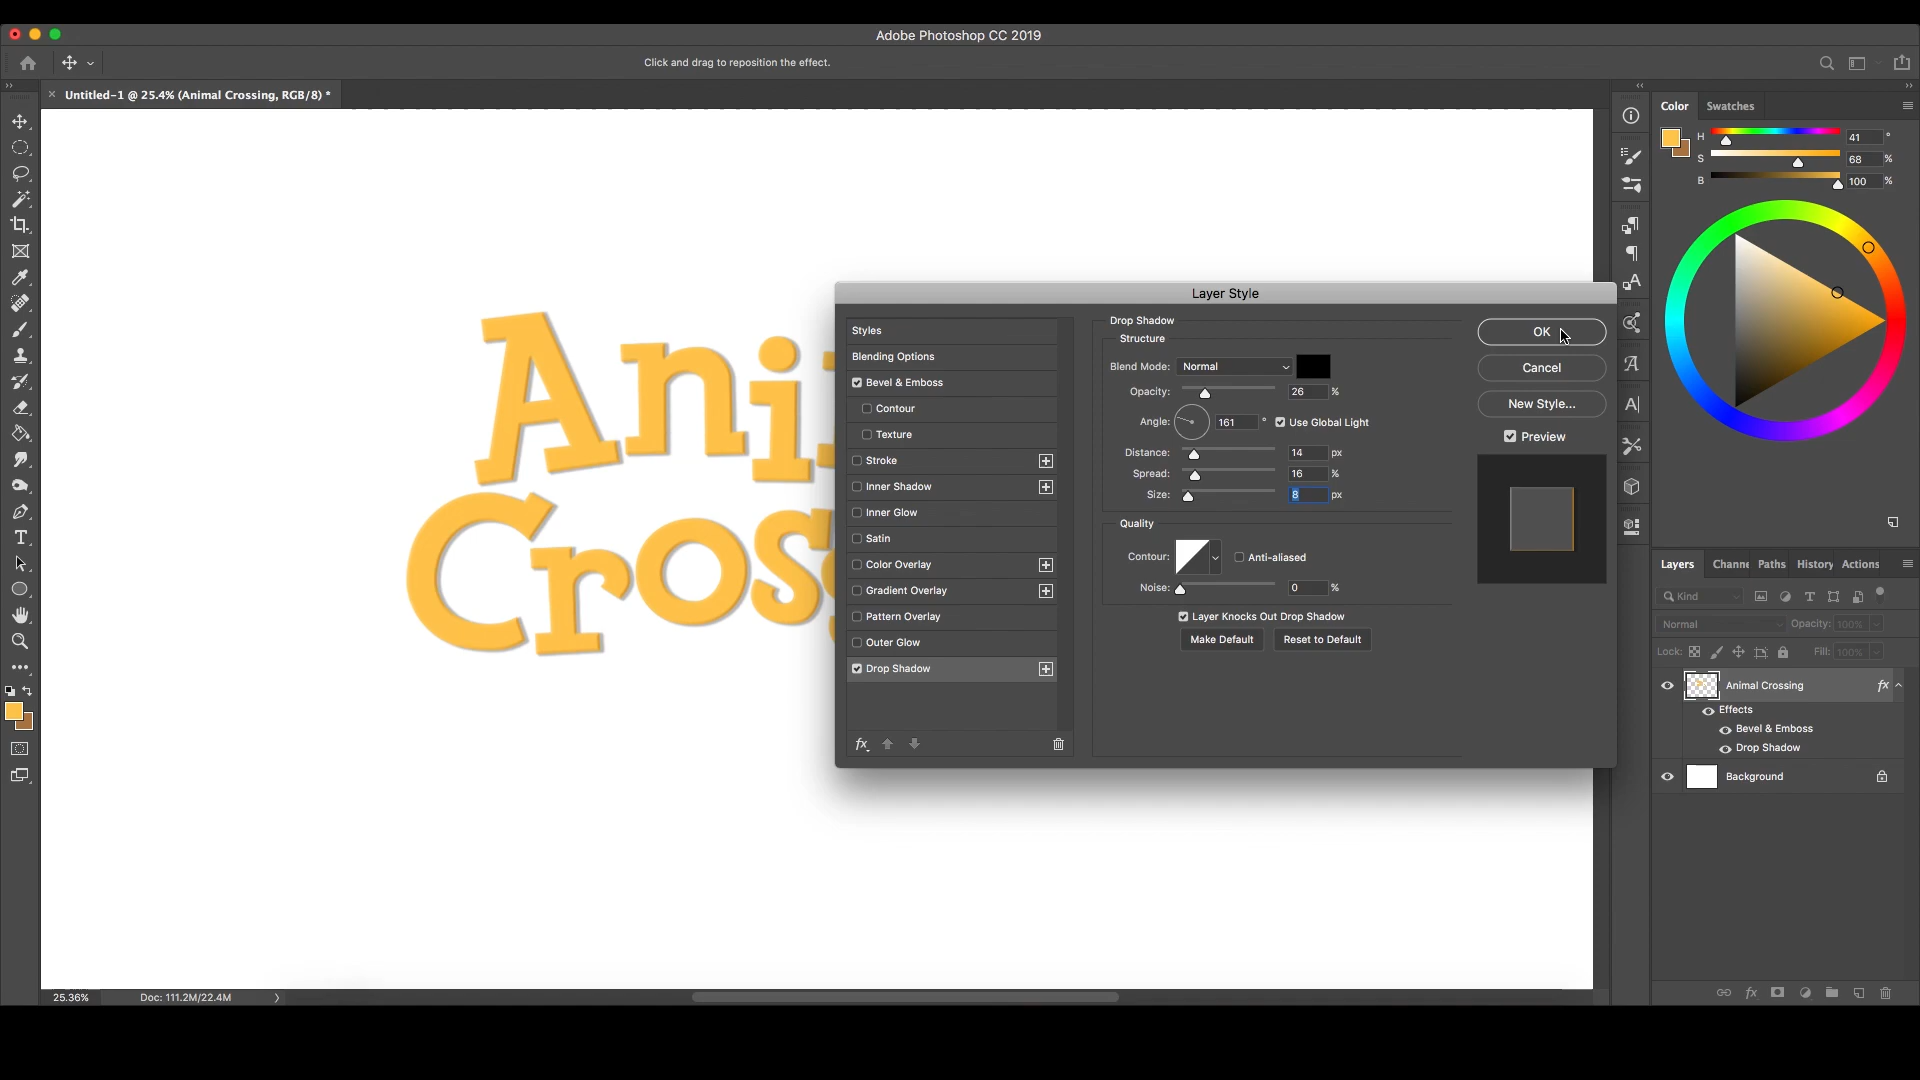 Adobe Photoshop CC 2019
Click and drag to reposition the effect.
Untitled-1 @ 25.4% (Animal Crossing, RGB/8) *
Ani
Cros
Layer Style
Styles
Blending Options
Bevel & Emboss
Contour
Texture
Stroke
Inner Shadow
Inner Glow
Satin
Color Overlay
Gradient Overlay
Pattern Overlay
Outer Glow
Drop Shadow
fx
Drop Shadow
Structure
Blend Mode: Normal
Opacity: 26 %
Angle: 161 ° Use Global Light
Distance: 14 px
Spread: 16 %
Size: 8 px
Quality
Contour: Anti-aliased
Noise: 0 %
Layer Knocks Out Drop Shadow
Make Default Reset to Default
OK
Cancel
New Style...
Preview
Color Swatches
H 41 °
S 68 %
B 100 %
Layers Channe Paths History Actions
Kind
Normal Opacity: 100%
Lock: Fill: 100%
Animal Crossing fx
Effects
Bevel & Emboss
Drop Shadow
Background
fx
25.36% Doc: 111.2M/22.4M